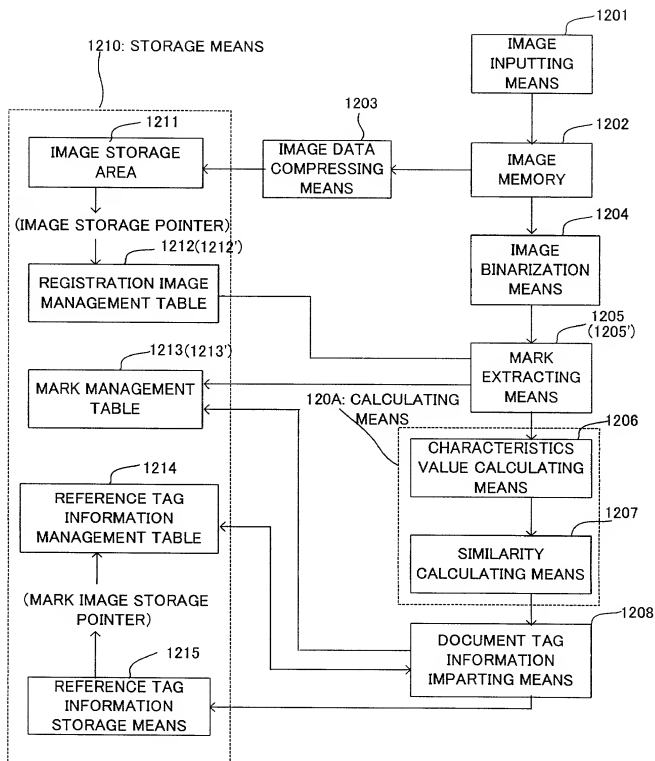 1201
1210: STORAGE MEANS
IMAGE
INPUTTING
MEANS
1211
1203
1202
IMAGE STORAGE
AREA
IMAGE DATA
COMPRESSING
MEANS
IMAGE
MEMORY
(IMAGE STORAGE POINTER)
1204
1212(1212')
IMAGE
BINARIZATION
MEANS
REGISTRATION IMAGE
MANAGEMENT TABLE
1205
(1205')
1213(1213')
MARK
EXTRACTING
MEANS
MARK MANAGEMENT
TABLE
120A: CALCULATING
MEANS
1206
CHARACTERISTICS
VALUE CALCULATING
MEANS
1214
REFERENCE TAG
INFORMATION
MANAGEMENT TABLE
1207
SIMILARITY
CALCULATING MEANS
(MARK IMAGE STORAGE
POINTER)
1208
DOCUMENT TAG
INFORMATION
IMPARTING MEANS
1215
REFERENCE TAG
INFORMATION
STORAGE MEANS